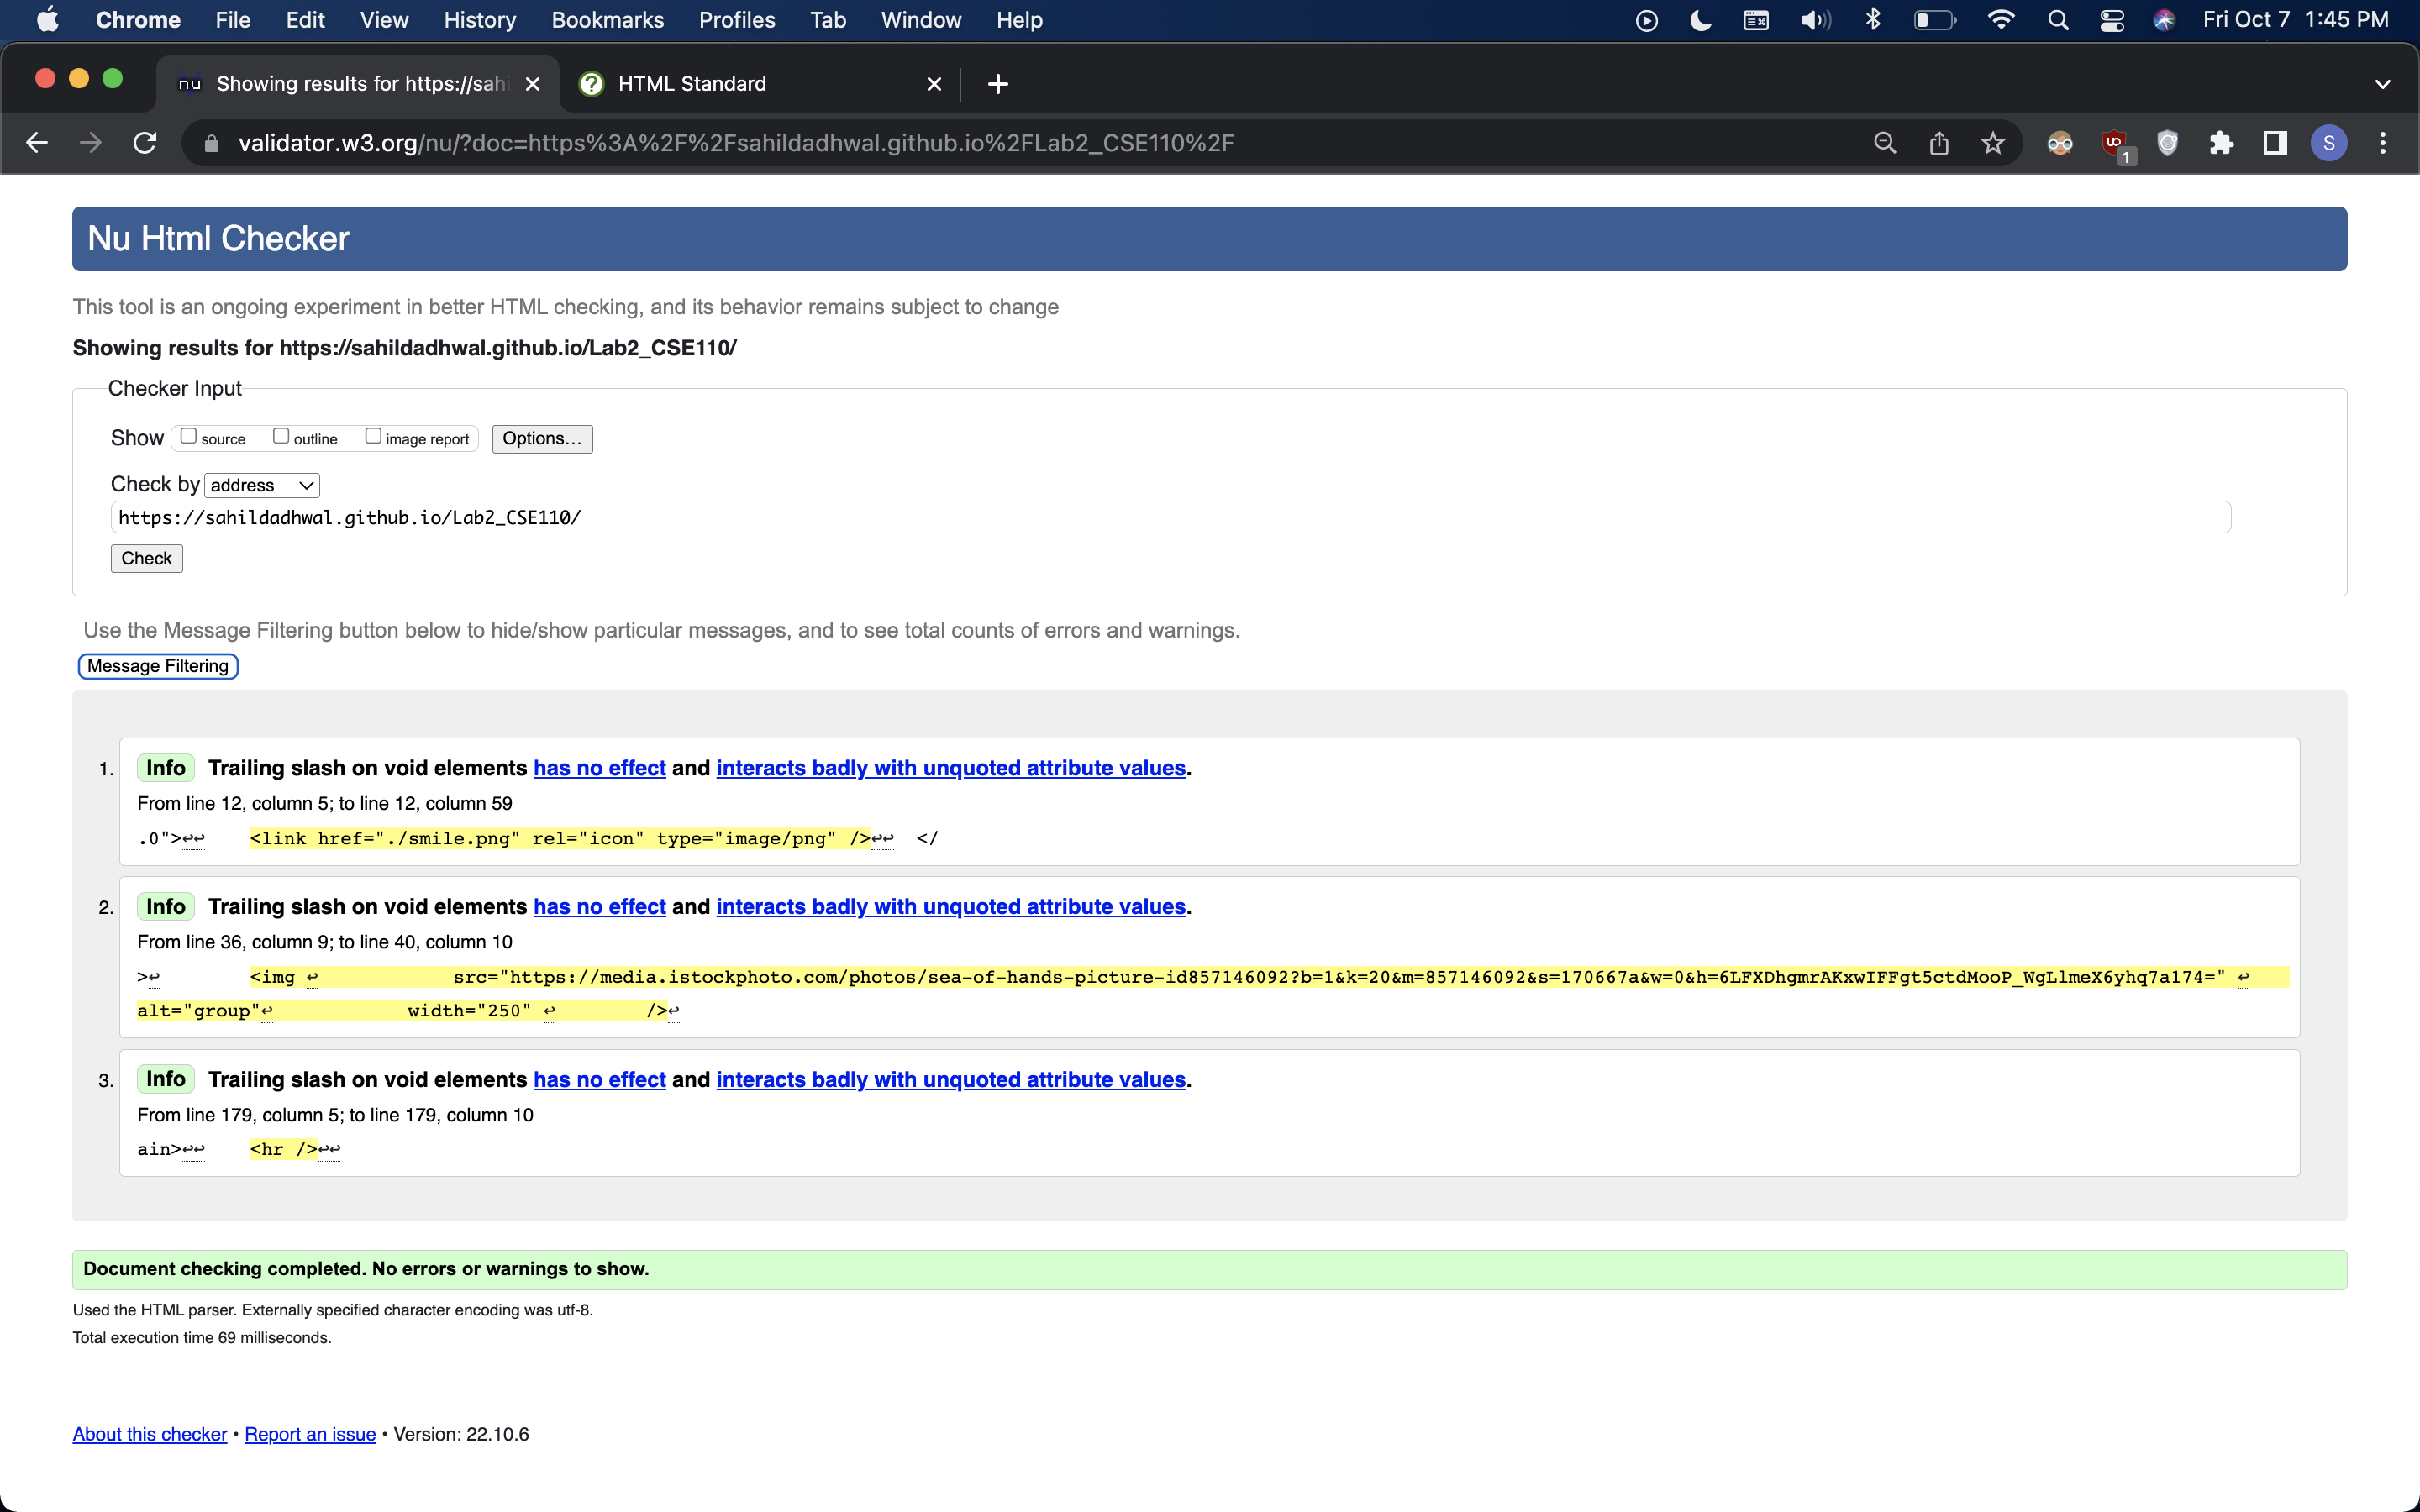 Chrome File Edit View History Bookmarks Profiles Tab Window Help Fri Oct 7 1:45 PM
nu Showing results for https://sahi HTML Standard
validator.w3.org/nu/?doc=https%3A%2F%2Fsahildadhwal.github.io%2FLab2_CSE110%2F 1 S
Nu Html Checker
This tool is an ongoing experiment in better HTML checking, and its behavior remains subject to change
Showing results for https://sahildadhwal.github.io/Lab2_CSE110/
Checker Input
Show source outline image report Options...
Check by address
https://sahildadhwal.github.io/Lab2_CSE110/
Check
Use the Message Filtering button below to hide/show particular messages, and to see total counts of errors and warnings.
Message Filtering
1. Info Trailing slash on void elements has no effect and interacts badly with unquoted attribute values.
From line 12, column 5; to line 12, column 59
.0">↩↩    <link href="./smile.png" rel="icon" type="image/png" />↩↩  </
2. Info Trailing slash on void elements has no effect and interacts badly with unquoted attribute values.
From line 36, column 9; to line 40, column 10
>↩        <img ↩            src="https://media.istockphoto.com/photos/sea-of-hands-picture-id857146092?b=1&k=20&m=857146092&s=170667a&w=0&h=6LFXDhgmrAKxwIFFgt5ctdMooP_WgLlmeX6yhq7a174=" ↩
alt="group"↩            width="250" ↩        />↩
3. Info Trailing slash on void elements has no effect and interacts badly with unquoted attribute values.
From line 179, column 5; to line 179, column 10
ain>↩↩    <hr />↩↩
Document checking completed. No errors or warnings to show.
Used the HTML parser. Externally specified character encoding was utf-8.
Total execution time 69 milliseconds.
About this checker • Report an issue • Version: 22.10.6